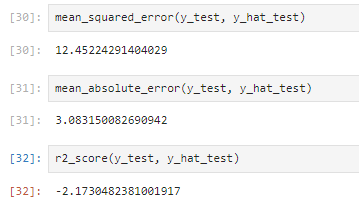 [30]: mean_squared_error(y_test, y_hat_test)
[30]: 12.45224291404029
[31]: mean_absolute_error(y_test, y_hat_test)
[31]: 3.083150082690942
[32]: r2_score(y_test, y_hat_test)
[32]: -2.1730482381001917